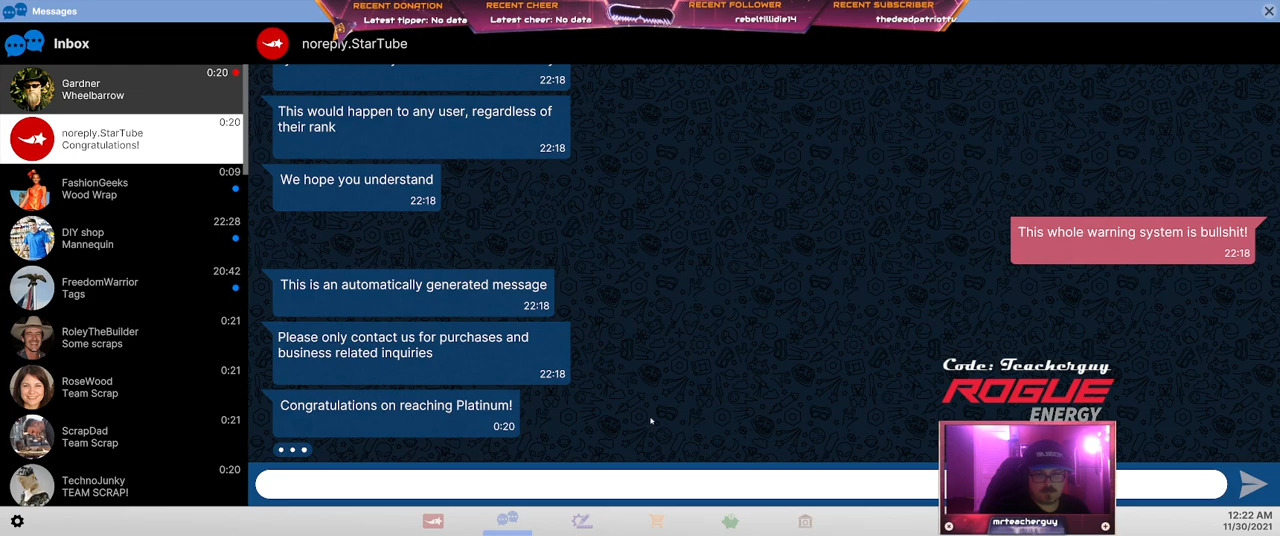 Messages
RECENT DONATION
Latest tipper: No data
RECENT CHEER
Latest cheer: No data
RECENT FOLLOWER
rebeltillidie14
RECENT SUBSCRIBER
thedeadpatriottv
Inbox
noreply.StarTube
Gardner
Wheelbarrow
0:20
noreply.StarTube
Congratulations!
0:20
FashionGeeks
Wood Wrap
0:09
DIY shop
Mannequin
22:28
FreedomWarrior
Tags
20:42
RoleyTheBuilder
Some scraps
0:21
RoseWood
Team Scrap
0:21
ScrapDad
Team Scrap
0:21
TechnoJunky
TEAM SCRAP!
0:20
22:18
This would happen to any user, regardless of
their rank
22:18
We hope you understand
22:18
This whole warning system is bullshit!
22:18
This is an automatically generated message
22:18
Please only contact us for purchases and
business related inquiries
22:18
Congratulations on reaching Platinum!
0:20
Code: Teacherguy
ROGUE
ENERGY
mrteacherguy
12:22 AM
11/30/2021